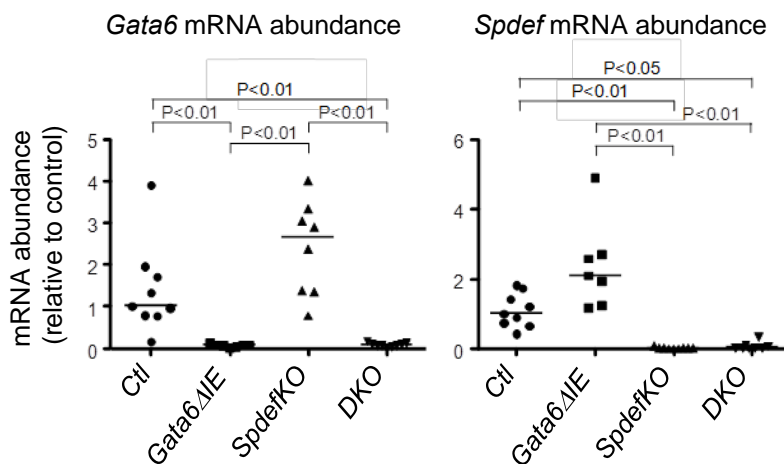 Gata6 mRNA abundance
P<0.01
P<0.01
P<0.01
P<0.01
mRNA abundance
(relative to control)
5
4
3
2
1
0
Ctl
Gata6ΔIE
SpdefKO
DKO
Spdef mRNA abundance
P<0.05
P<0.01
P<0.01
P<0.01
6
4
2
0
Ctl
Gata6ΔIE
SpdefKO
DKO